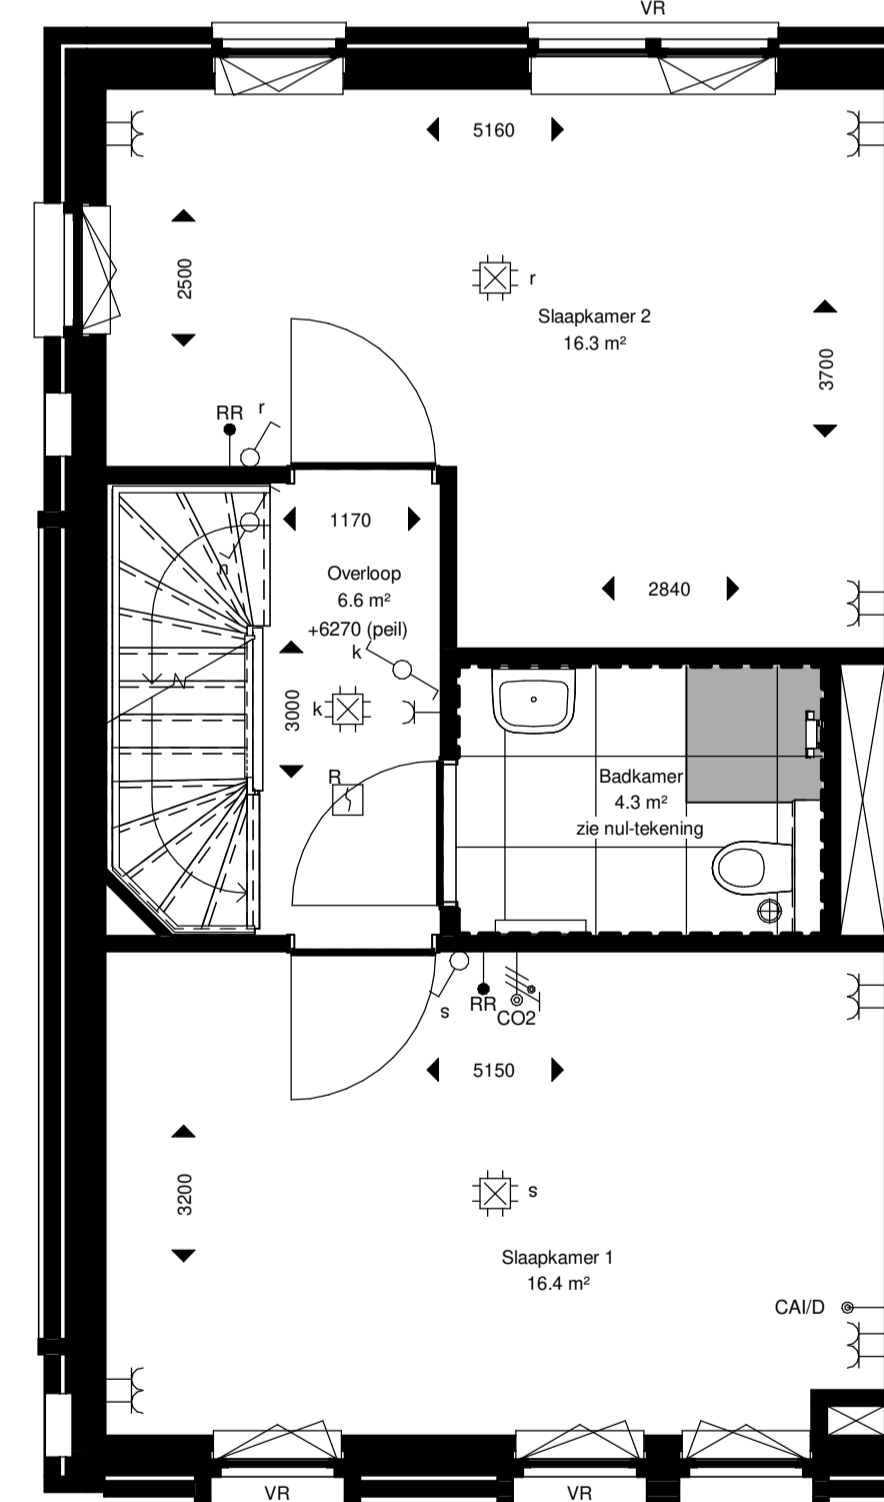 VR
5160
2500
r
Slaapkamer 2
16.3 m²
3700
RR
r
1170
r
Overloop
6.6 m²
+6270 (peil)
k
2840
3000
k
R
Badkamer
4.3 m²
zie nul-tekening
s
RR
CO2
5150
3200
s
Slaapkamer 1
16.4 m²
CAI/D
VR
VR